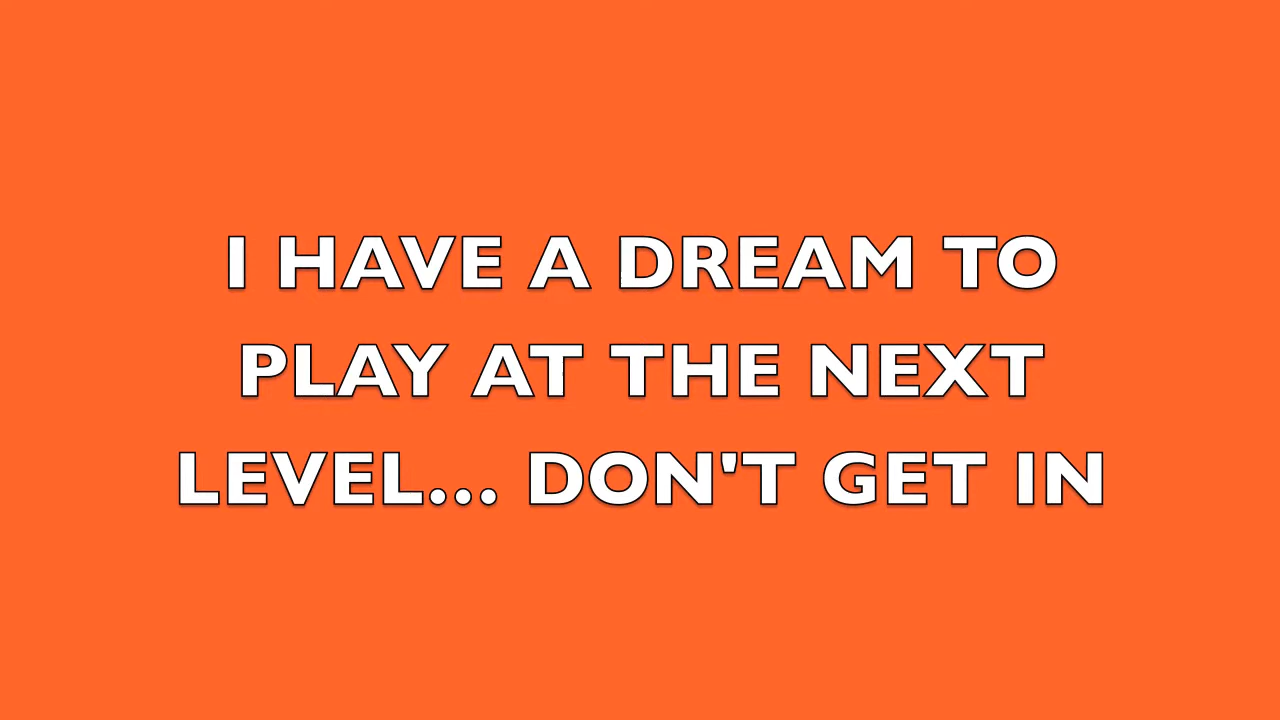 I HAVE A DREAM TO
PLAY AT THE NEXT
LEVEL... DON'T GET IN